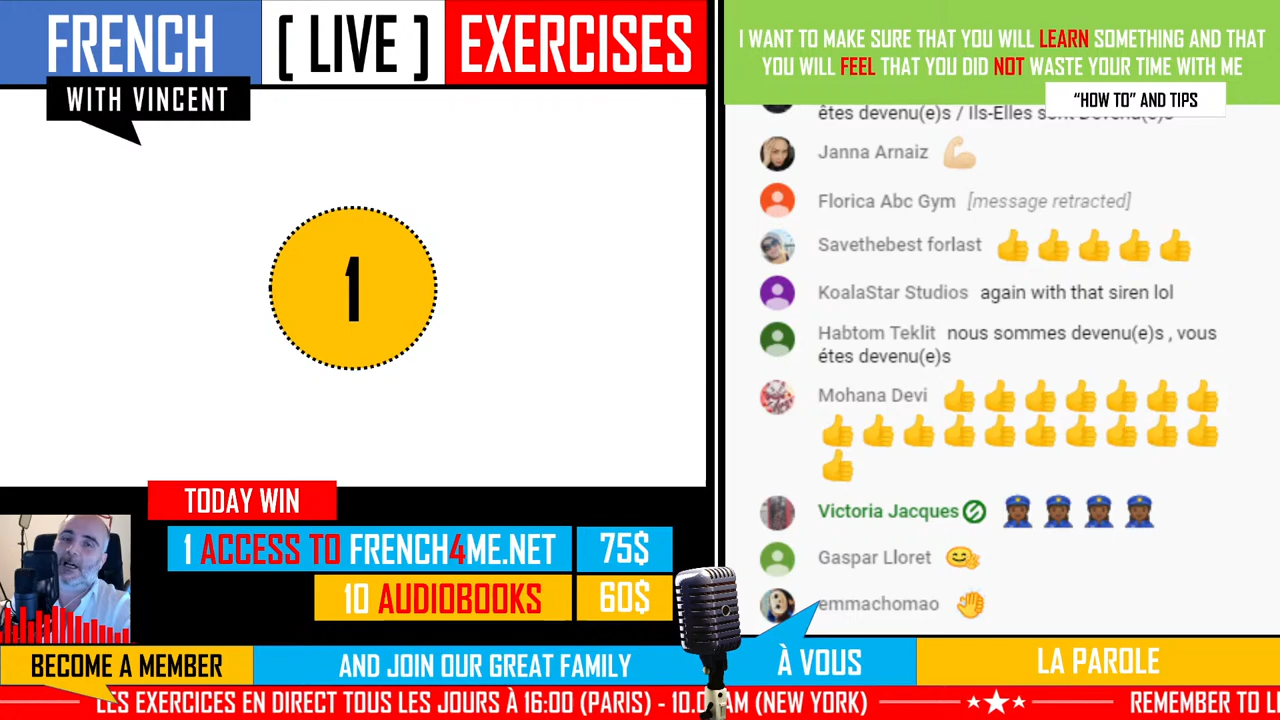 FRENCH
[ LIVE ]
EXERCISES
WITH VINCENT
1
TODAY WIN
1 ACCESS TO FRENCH4ME.NET
75$
10 AUDIOBOOKS
60$
BECOME A MEMBER
AND JOIN OUR GREAT FAMILY
I WANT TO MAKE SURE THAT YOU WILL LEARN SOMETHING AND THAT
YOU WILL FEEL THAT YOU DID NOT WASTE YOUR TIME WITH ME
"HOW TO" AND TIPS
êtes devenu(e)s / Ils-Elles sont Devenu(e)s
Janna Arnaiz
Florica Abc Gym [message retracted]
Savethebest forlast
KoalaStar Studios again with that siren lol
Habtom Teklit nous sommes devenu(e)s , vous
étes devenu(e)s
Mohana Devi
Victoria Jacques
Gaspar Lloret
emmachomao
À VOUS
LA PAROLE
LES EXERCICES EN DIRECT TOUS LES JOURS À 16:00 (PARIS) - 10.00 AM (NEW YORK)
REMEMBER TO